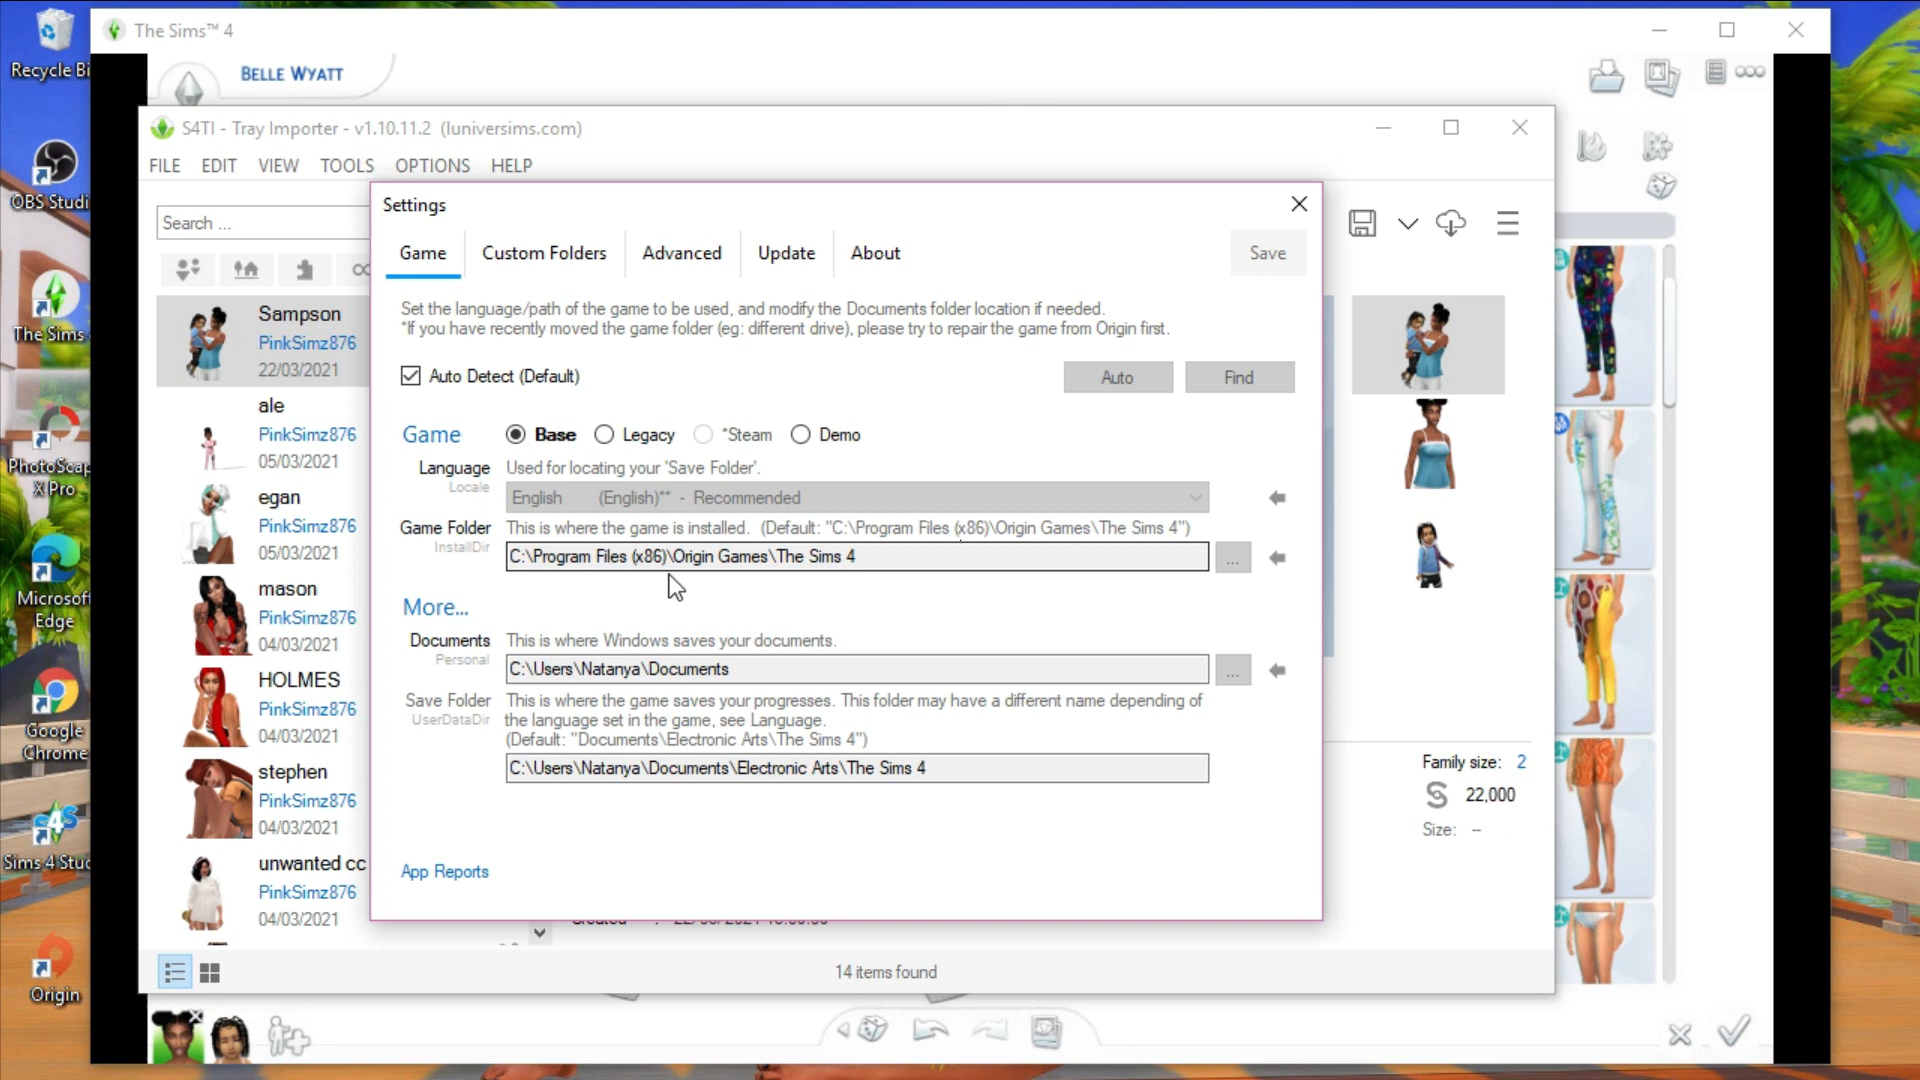 The Sims™ 4
Recycle Bi
BELLE WYATT
S4TI - Tray Importer - v1.10.11.2 (luniversims.com)
FILE EDIT VIEW TOOLS OPTIONS HELP
OBS Studi
Search ...
Settings
Game Custom Folders Advanced Update About Save
Set the language/path of the game to be used, and modify the Documents folder location if needed.
*If you have recently moved the game folder (eg: different drive), please try to repair the game from Origin first.
Auto Detect (Default) Auto Find
Game Base Legacy *Steam Demo
Language Used for locating your 'Save Folder'.
Locale English (English)** - Recommended
Game Folder This is where the game is installed. (Default: "C:\Program Files (x86)\Origin Games\The Sims 4")
InstallDir C:\Program Files (x86)\Origin Games\The Sims 4 ...
More...
Documents This is where Windows saves your documents.
Personal C:\Users\Natanya\Documents ...
Save Folder This is where the game saves your progresses. This folder may have a different name depending of
UserDataDir the language set in the game, see Language.
(Default: "Documents\Electronic Arts\The Sims 4")
C:\Users\Natanya\Documents\Electronic Arts\The Sims 4
App Reports
Sampson
PinkSimz876
22/03/2021
ale
PinkSimz876
05/03/2021
egan
PinkSimz876
05/03/2021
mason
PinkSimz876
04/03/2021
HOLMES
PinkSimz876
04/03/2021
stephen
PinkSimz876
04/03/2021
unwanted cc
PinkSimz876
04/03/2021
The Sims
PhotoScap
X Pro
Microsoft
Edge
Google
Chrome
Sims 4 Stud
Origin
Family size: 2
22,000
Size: --
14 items found